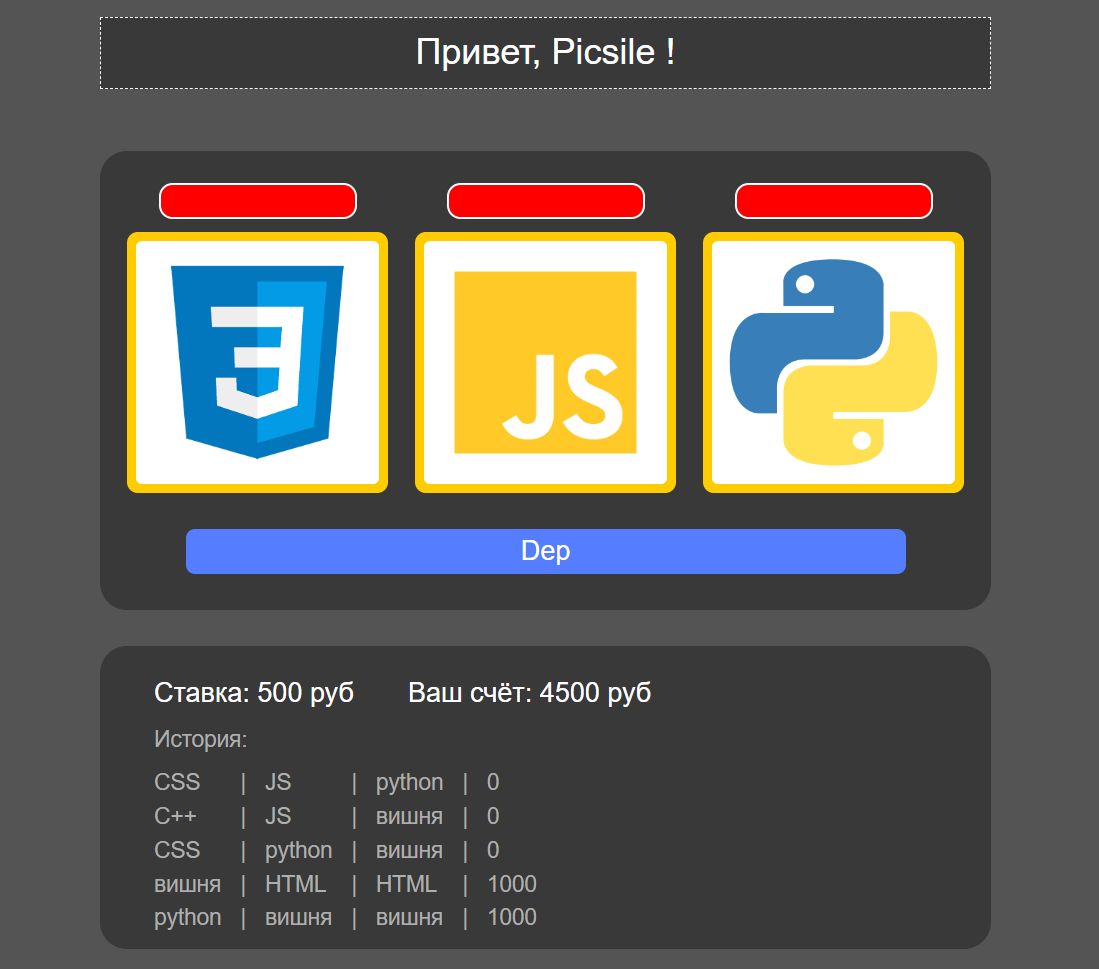 Привет, Picsile !
3 JS
Dep
Ставка: 500 руб Ваш счёт: 4500 руб
История:
CSS | JS | python | 0
C++ | JS | вишня | 0
CSS | python | вишня | 0
вишня | HTML | HTML | 1000
python | вишня | вишня | 1000